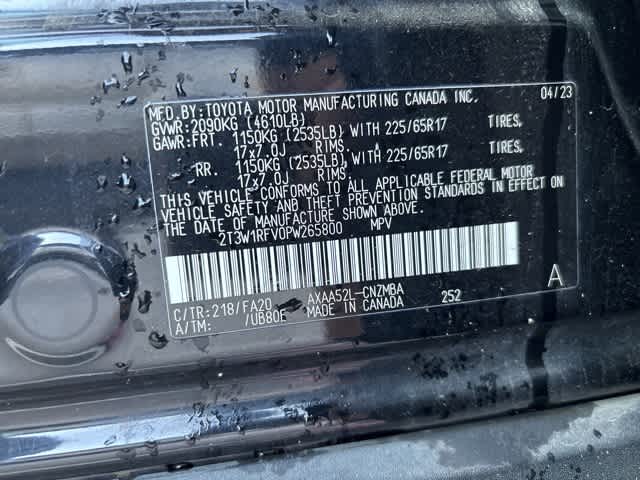 MFD. BY: TOYOTA MOTOR MANUFACTURING CANADA INC. 04/23
GVWR: 2090KG (4610LB)
GAWR: FRT. 1150KG (2535LB) WITH 225/65R17 TIRES,
17x7.0J RIMS. A
RR. 1150KG (2535LB) WITH 225/65R17 TIRES,
17x7.0J RIMS.
THIS VEHICLE CONFORMS TO ALL APPLICABLE FEDERAL MOTOR
VEHICLE SAFETY AND THEFT PREVENTION STANDARDS IN EFFECT ON
THE DATE OF MANUFACTURE SHOWN ABOVE.
2T3W1RFV0PW265800 MPV
A
C/TR: 218/FA20 AXAA52L-CNZMBA 252
A/TM: /UB80E MADE IN CANADA